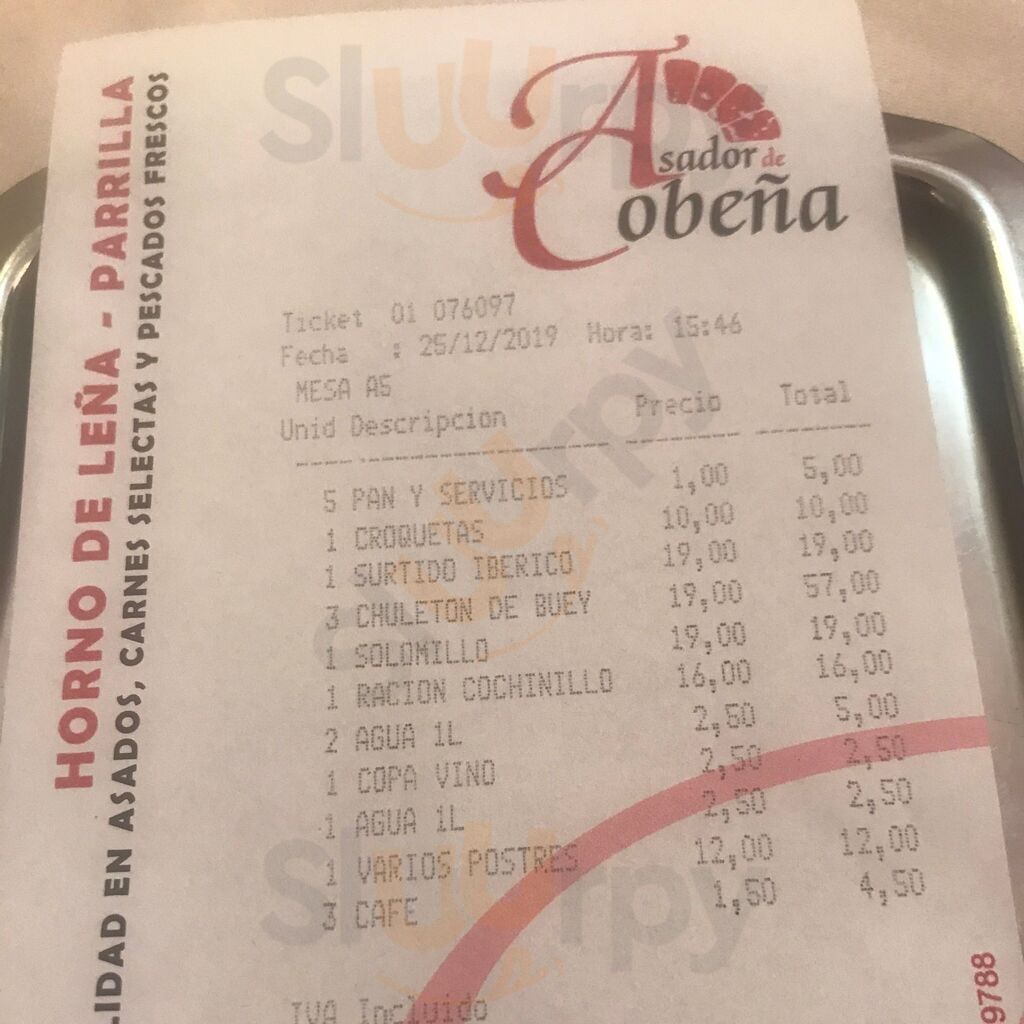 Asador de Cobeña
HORNO DE LEÑA - PARRILLA
LIDAD EN ASADOS, CARNES SELECTAS Y PESCADOS FRESCOS
Ticket 01 076097
Fecha : 25/12/2019 Hora: 15:46
MESA A5
Unid Descripcion Precio Total
5 PAN Y SERVICIOS 1,00 5,00
1 CROQUETAS 10,00 10,00
1 SURTIDO IBERICO 19,00 19,00
3 CHULETON DE BUEY 19,00 57,00
1 SOLOMILLO 19,00 19,00
1 RACION COCHINILLO 16,00 16,00
2 AGUA 1L 2,50 5,00
1 COPA VINO 2,50 2,50
1 AGUA 1L 2,50 2,50
1 VARIOS POSTRES 12,00 12,00
3 CAFE 1,50 4,50
IVA Incluido
9788
Sluurpy
Sluurpy
Sluurpy